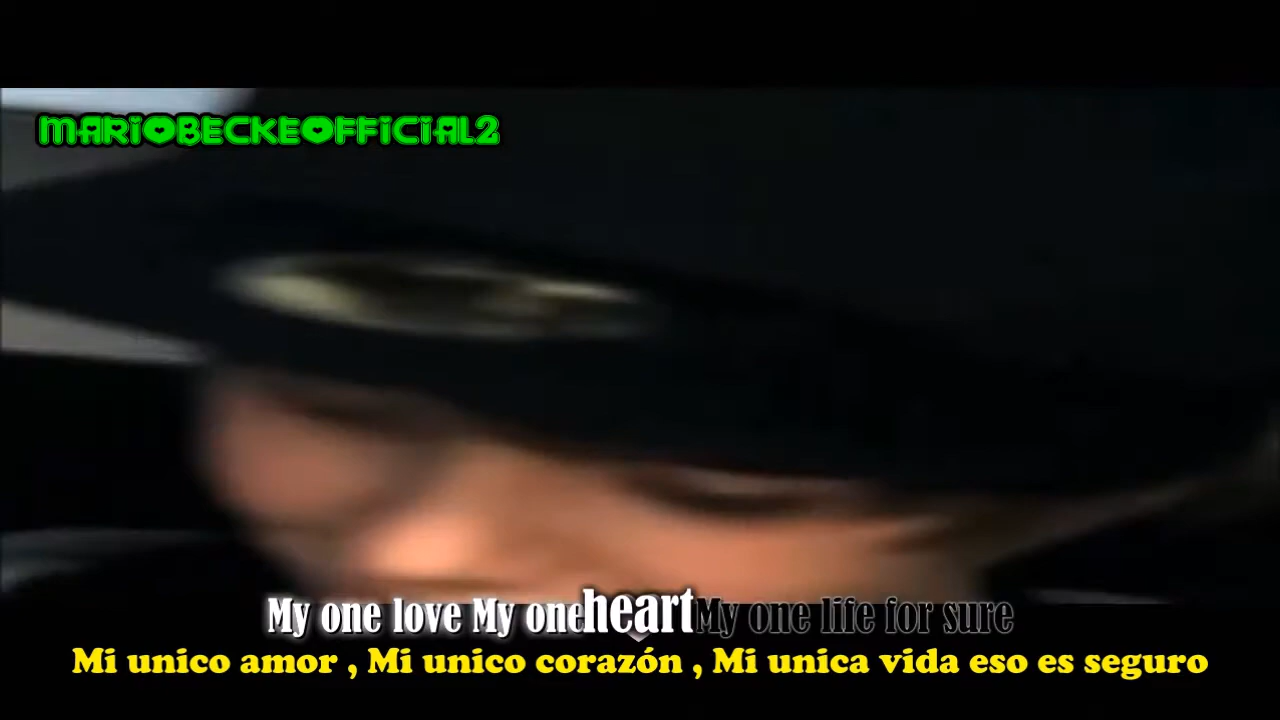 MARiOBECKEOFFiCiAL2
My one love My one heart My one life for sure
Mi unico amor , Mi unico corazón , Mi unica vida eso es seguro